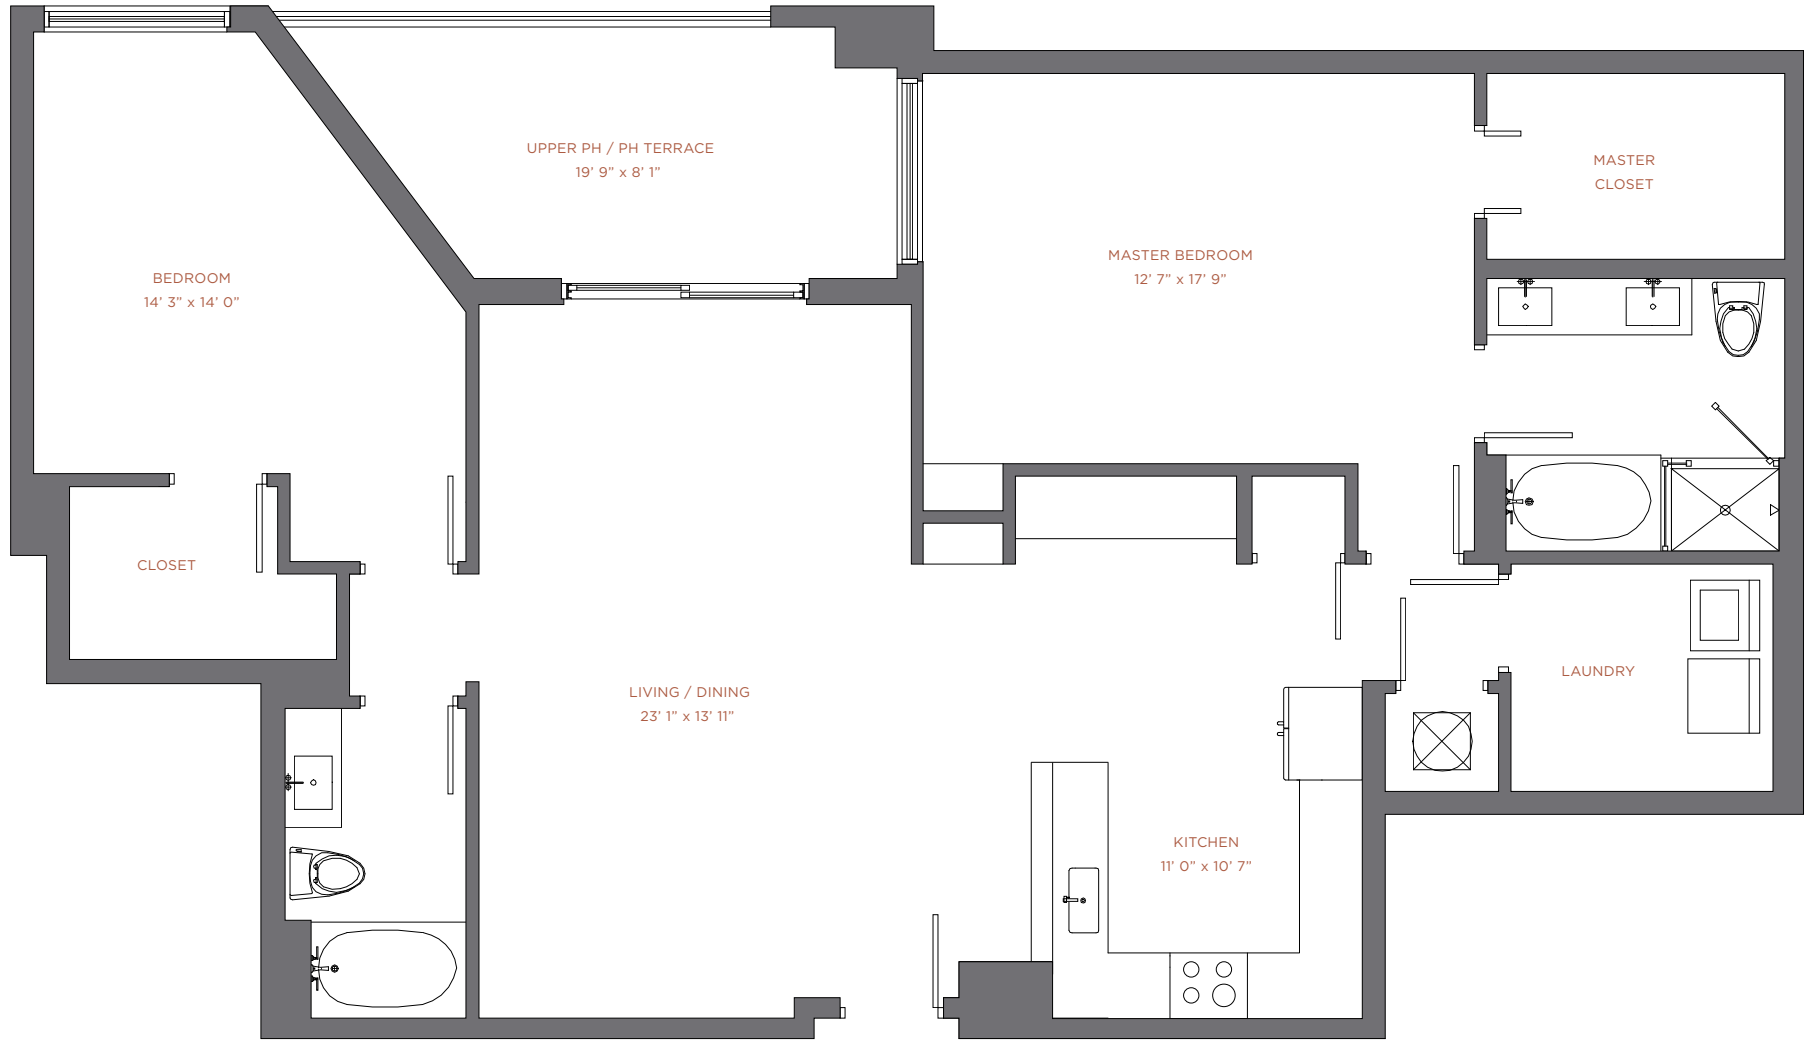 UPPER PH / PH TERRACE
19’ 9” x 8’ 1”
MASTER
CLOSET
MASTER BEDROOM
12’ 7” x 17’ 9”
BEDROOM
14’ 3” x 14’ 0”
CLOSET
LIVING / DINING
23’ 1” x 13’ 11”
LAUNDRY
KITCHEN
11’ 0” x 10’ 7”